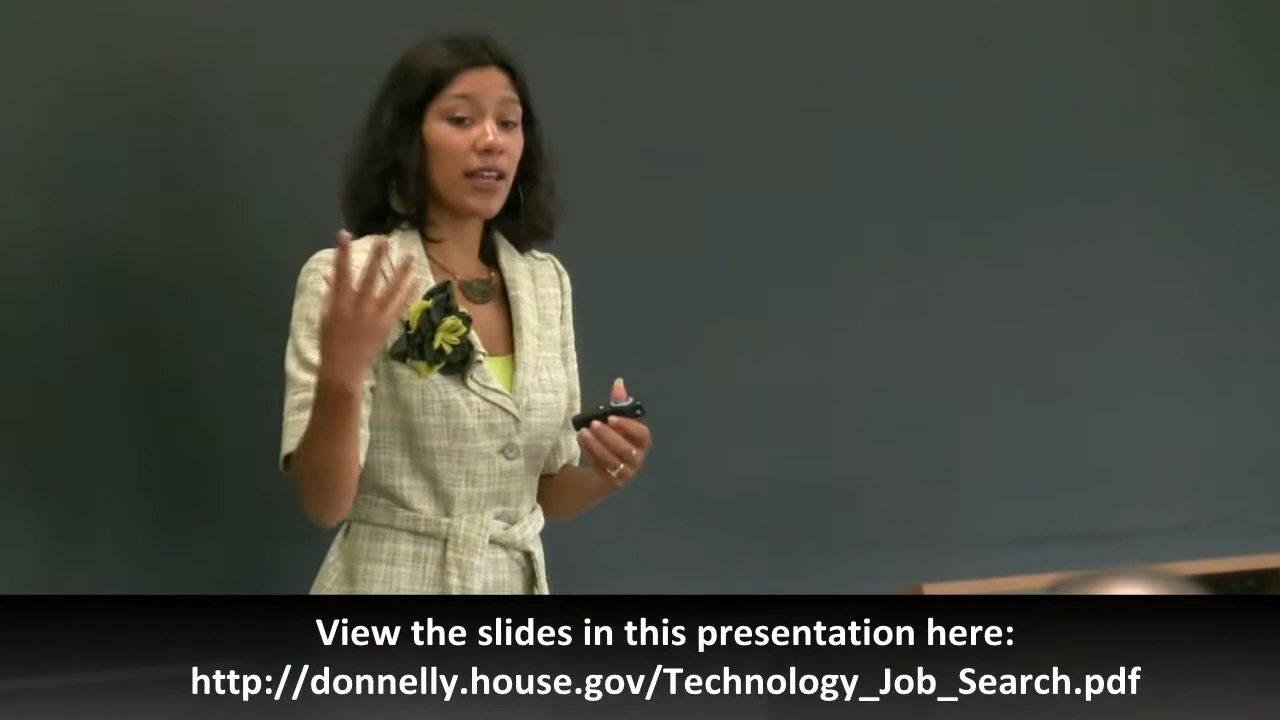 View the slides in this presentation here:
http://donnelly.house.gov/Technology_Job_Search.pdf